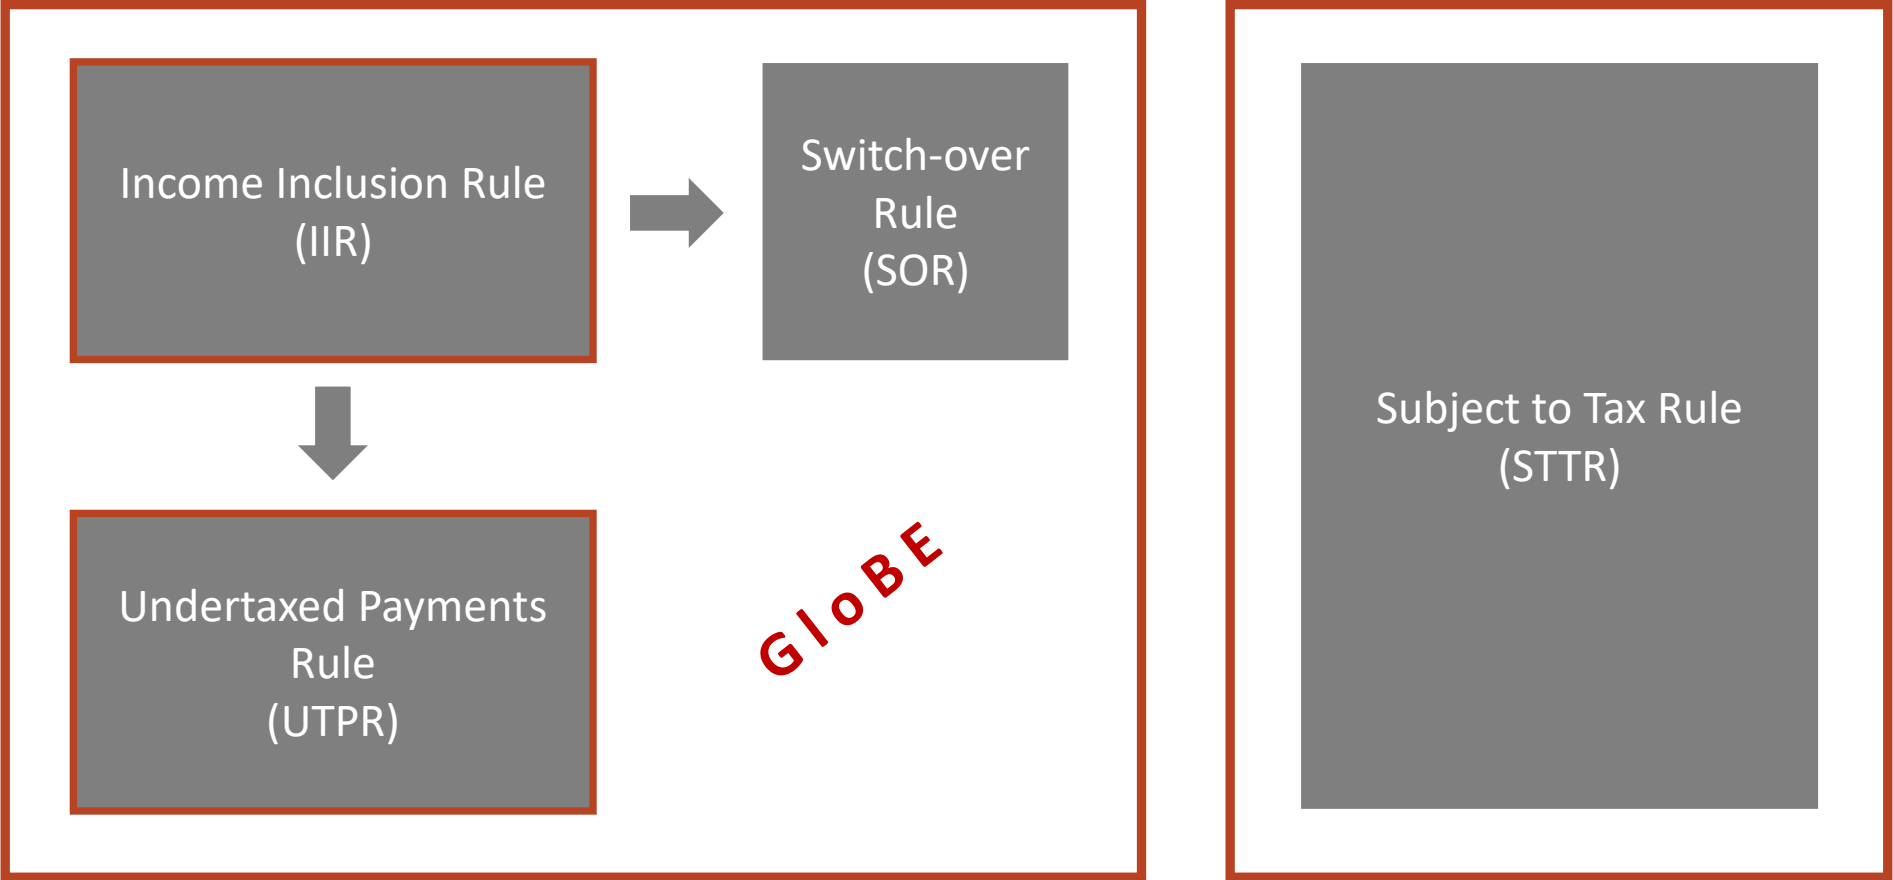 Income Inclusion Rule
(IIR)
Switch-over
Rule
(SOR)
Undertaxed Payments
Rule
(UTPR)
GloBE
Subject to Tax Rule
(STTR)